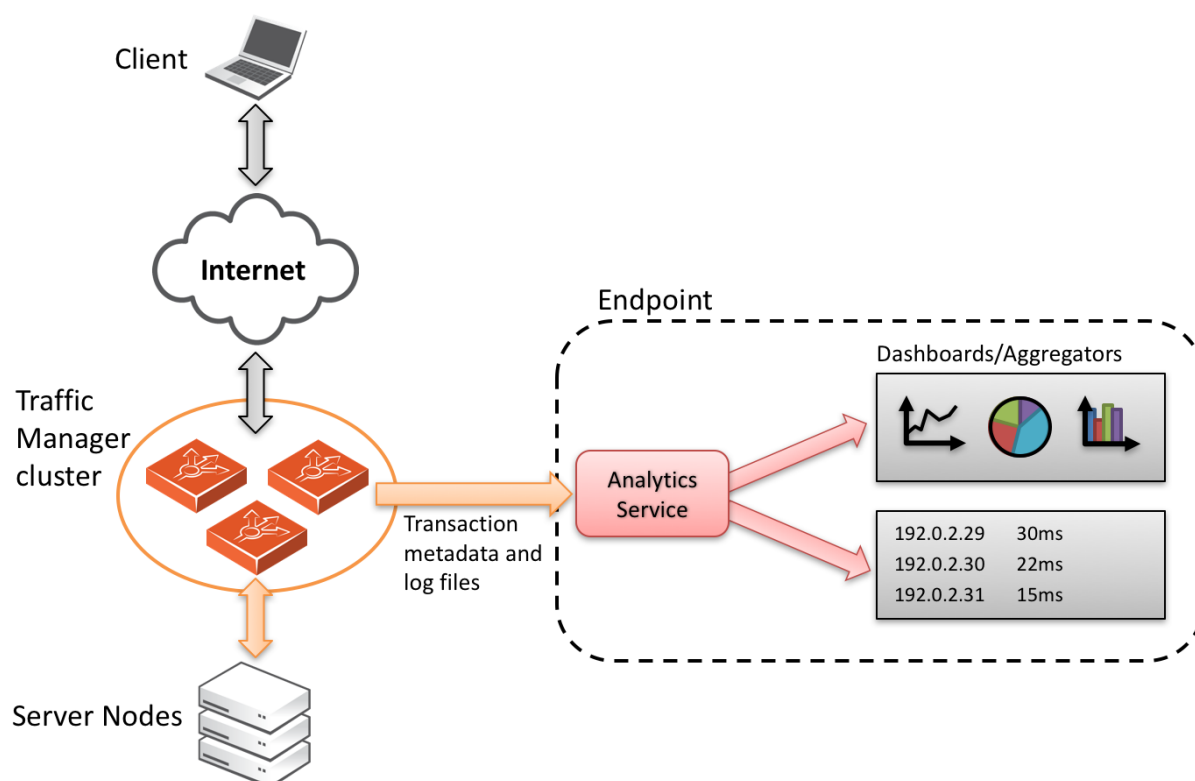 Client
Internet
Traffic
Manager
cluster
Transaction
metadata and
log files
Server Nodes
Endpoint
Analytics
Service
Dashboards/Aggregators
192.0.2.29 30ms
192.0.2.30 22ms
192.0.2.31 15ms